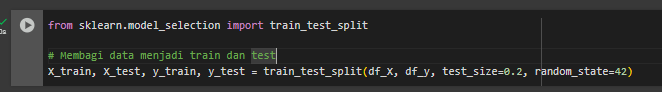 from sklearn.model_selection import train_test_split
# Membagi data menjadi train dan test
X_train, X_test, y_train, y_test = train_test_split(df_X, df_y, test_size=0.2, random_state=42)